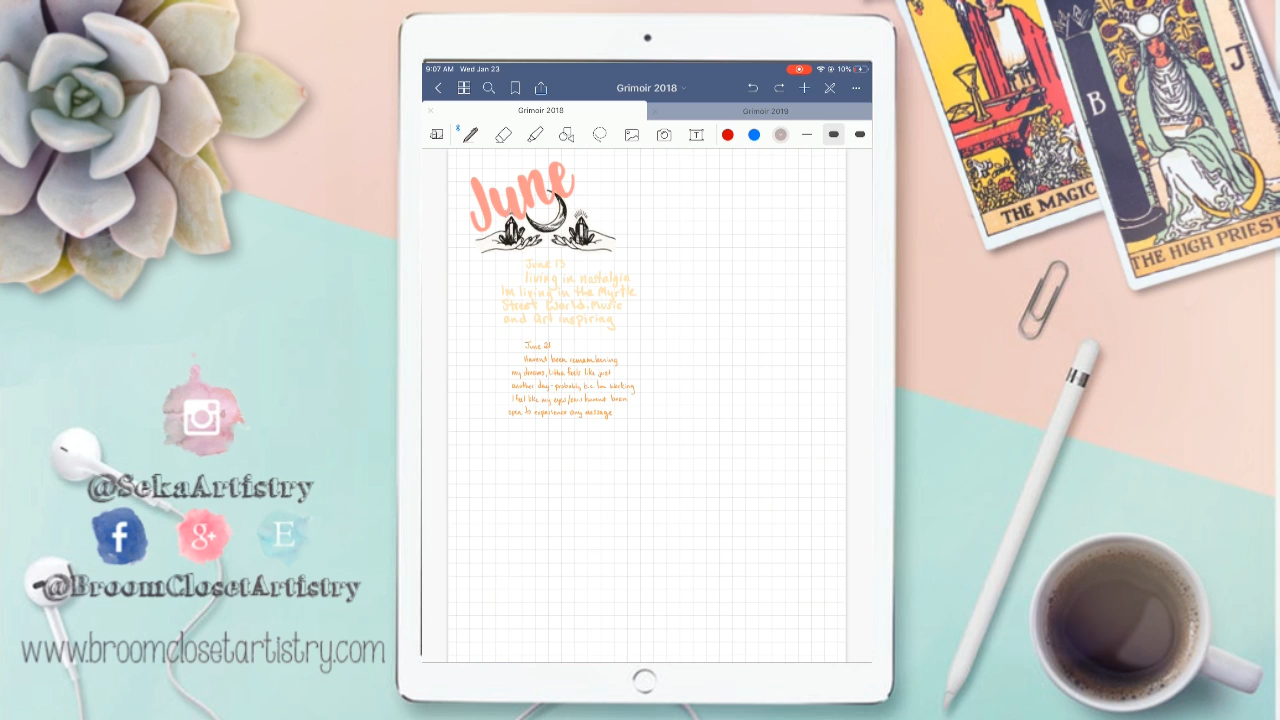 9:07 AM Wed Jan 23
10%
Grimoir 2018
Grimoir 2018
Grimoir 2019
June
June 13
living in nostalgia
Im living in the Myrtle
Street World. Music
and art inspiring
June 21
Havent been remembering
my dreams, litha feels like just
another day - probably b.c. Im working
I feel like my eyes/ears havent been
open to experience any message
@SekaArtistry
f
g+
E
@BroomClosetArtistry
www.broomclosetartistry.com
THE MAGIC
B
J
THE HIGH PRIEST